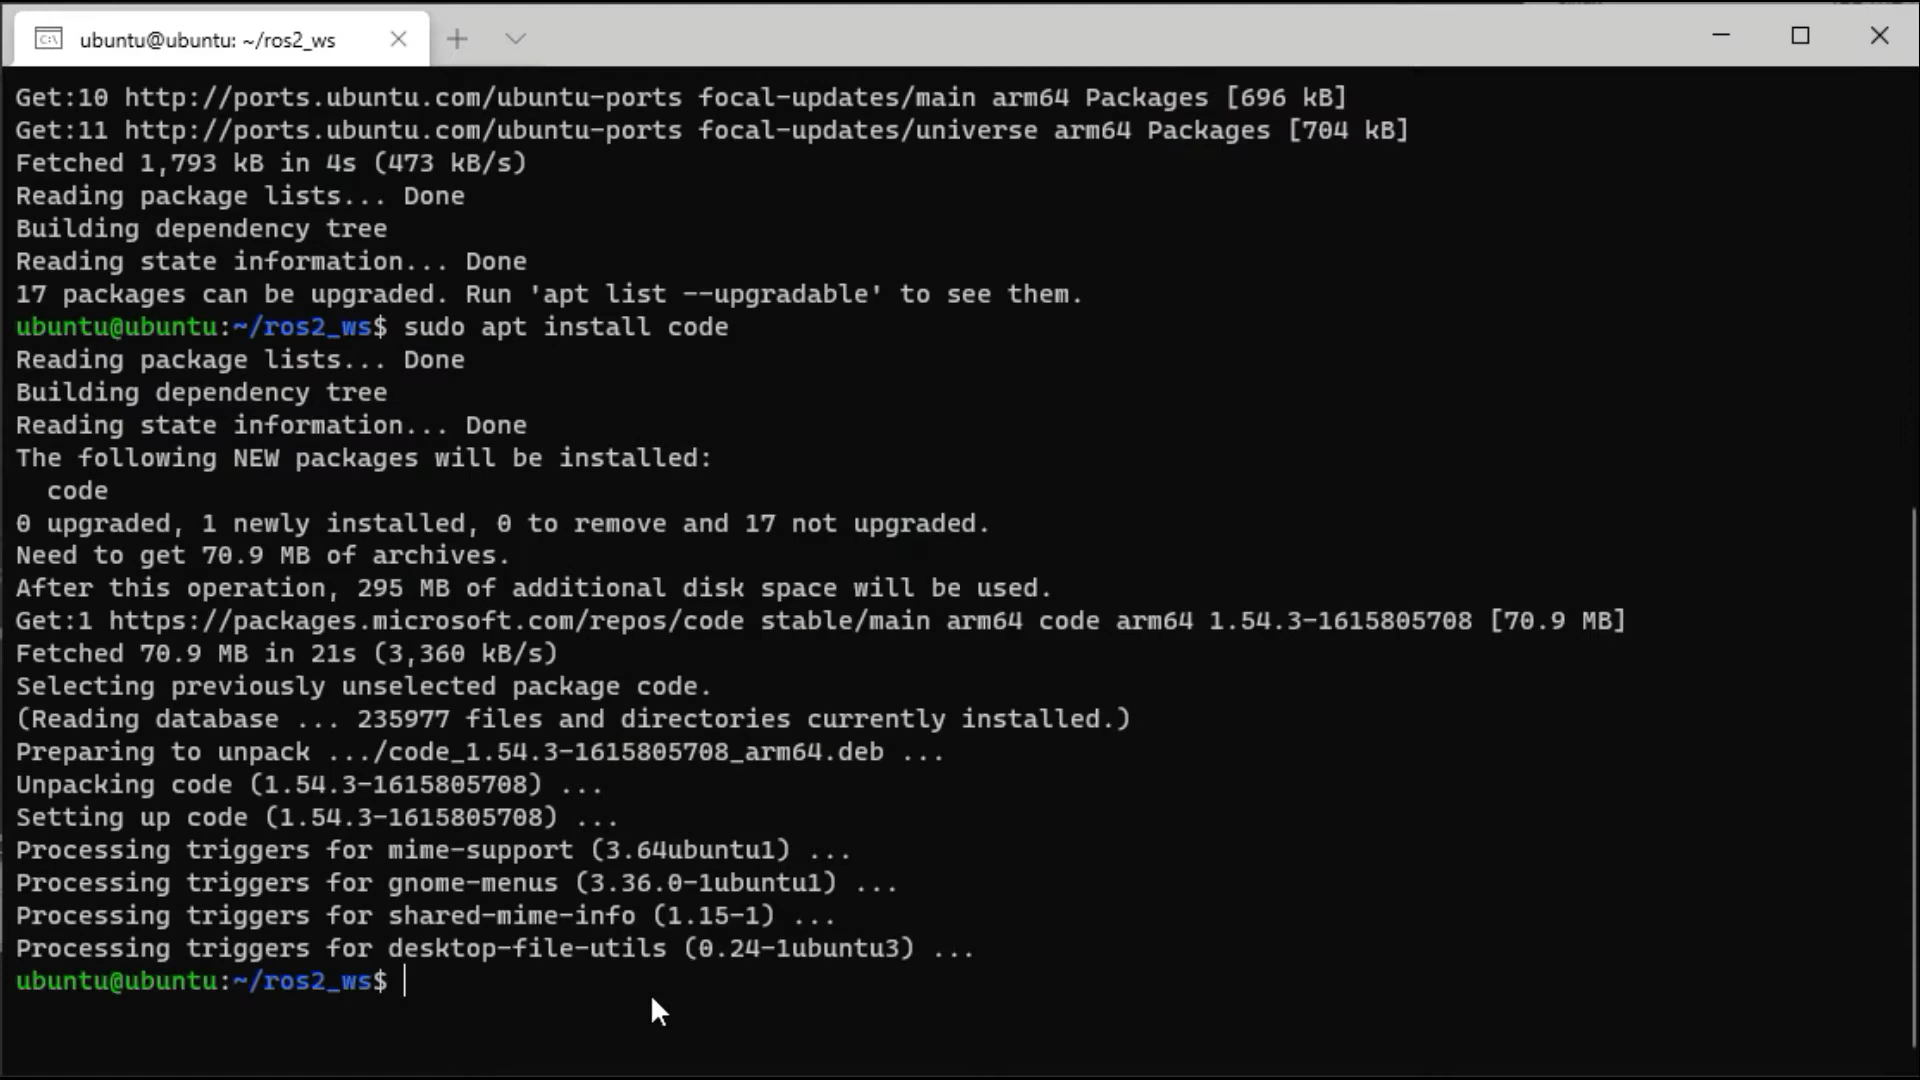 ubuntu@ubuntu: ~/ros2_ws
Get:10 http://ports.ubuntu.com/ubuntu-ports focal-updates/main arm64 Packages [696 kB]
Get:11 http://ports.ubuntu.com/ubuntu-ports focal-updates/universe arm64 Packages [704 kB]
Fetched 1,793 kB in 4s (473 kB/s)
Reading package lists... Done
Building dependency tree
Reading state information... Done
17 packages can be upgraded. Run 'apt list --upgradable' to see them.
ubuntu@ubuntu:~/ros2_ws$ sudo apt install code
Reading package lists... Done
Building dependency tree
Reading state information... Done
The following NEW packages will be installed:
  code
0 upgraded, 1 newly installed, 0 to remove and 17 not upgraded.
Need to get 70.9 MB of archives.
After this operation, 295 MB of additional disk space will be used.
Get:1 https://packages.microsoft.com/repos/code stable/main arm64 code arm64 1.54.3-1615805708 [70.9 MB]
Fetched 70.9 MB in 21s (3,360 kB/s)
Selecting previously unselected package code.
(Reading database ... 235977 files and directories currently installed.)
Preparing to unpack .../code_1.54.3-1615805708_arm64.deb ...
Unpacking code (1.54.3-1615805708) ...
Setting up code (1.54.3-1615805708) ...
Processing triggers for mime-support (3.64ubuntu1) ...
Processing triggers for gnome-menus (3.36.0-1ubuntu1) ...
Processing triggers for shared-mime-info (1.15-1) ...
Processing triggers for desktop-file-utils (0.24-1ubuntu3) ...
ubuntu@ubuntu:~/ros2_ws$